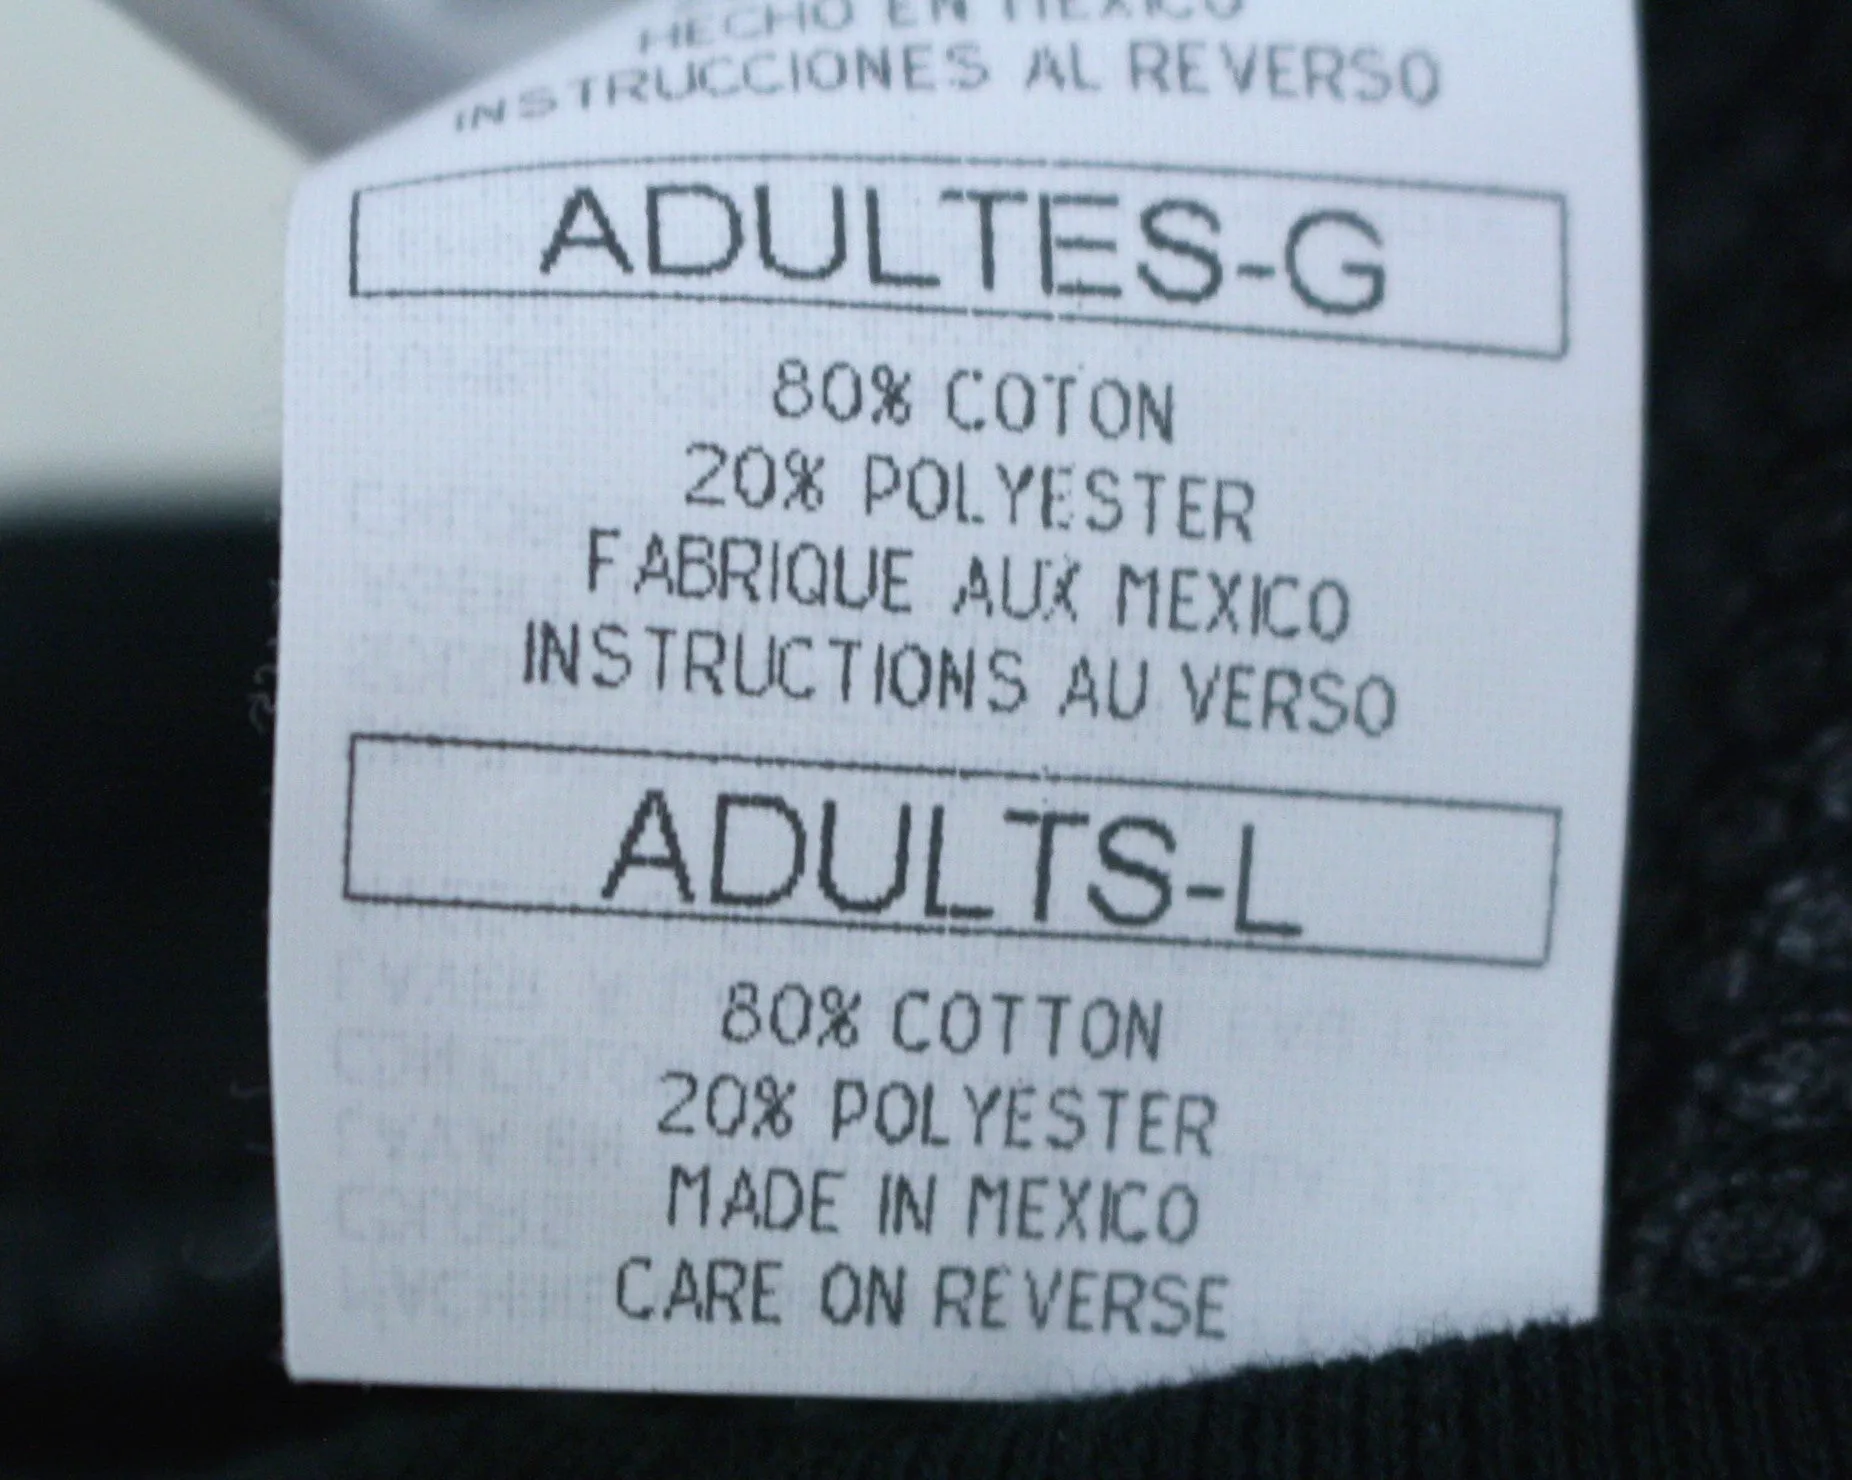 HECHO EN MEXICO
INSTRUCCIONES AL REVERSO
ADULTES-G
80% COTON
20% POLYESTER
FABRIQUE AUX MEXICO
INSTRUCTIONS AU VERSO
ADULTS-L
80% COTTON
20% POLYESTER
MADE IN MEXICO
CARE ON REVERSE